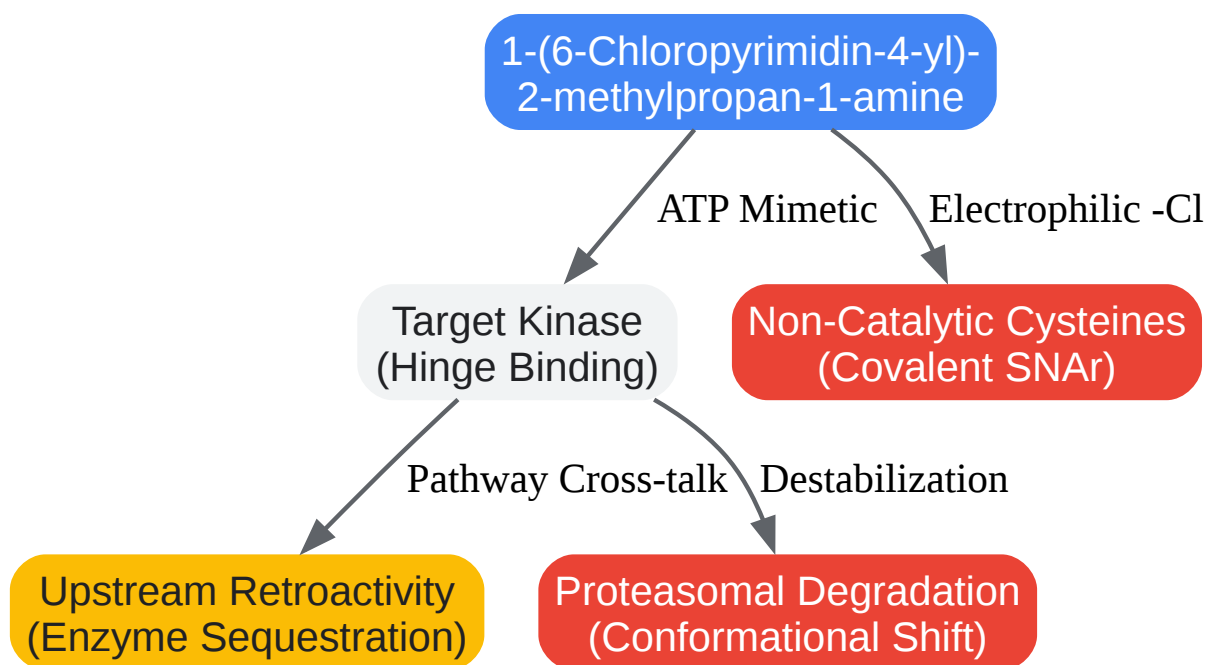 1-(6-Chloropyrimidin-4-yl)-
2-methylpropan-1-amine
ATP Mimetic
Electrophilic -Cl
Target Kinase
(Hinge Binding)
Non-Catalytic Cysteines
(Covalent SNAr)
Pathway Cross-talk
Destabilization
Upstream Retroactivity
(Enzyme Sequestration)
Proteasomal Degradation
(Conformational Shift)